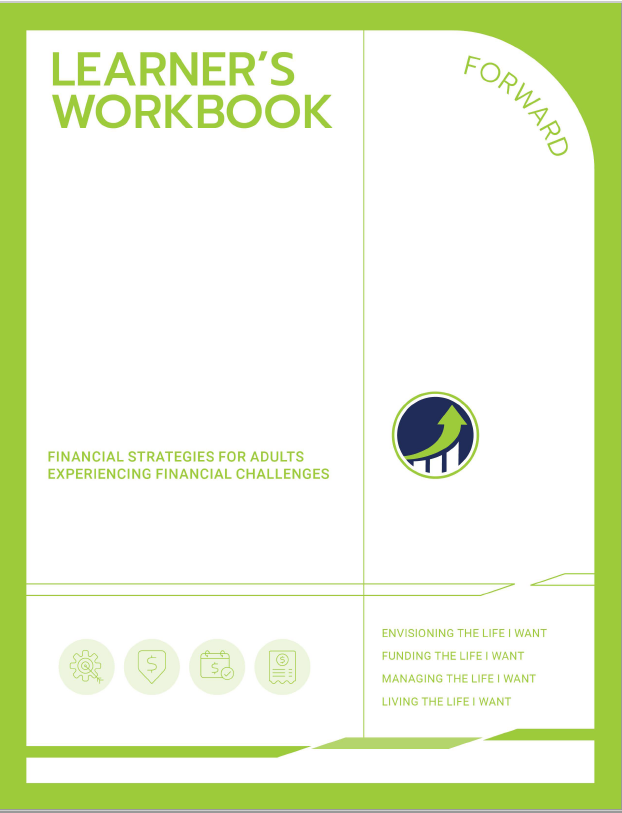 LEARNER'S
WORKBOOK
FORWARD
FINANCIAL STRATEGIES FOR ADULTS
EXPERIENCING FINANCIAL CHALLENGES
$
$
$
ENVISIONING THE LIFE I WANT
FUNDING THE LIFE I WANT
MANAGING THE LIFE I WANT
LIVING THE LIFE I WANT